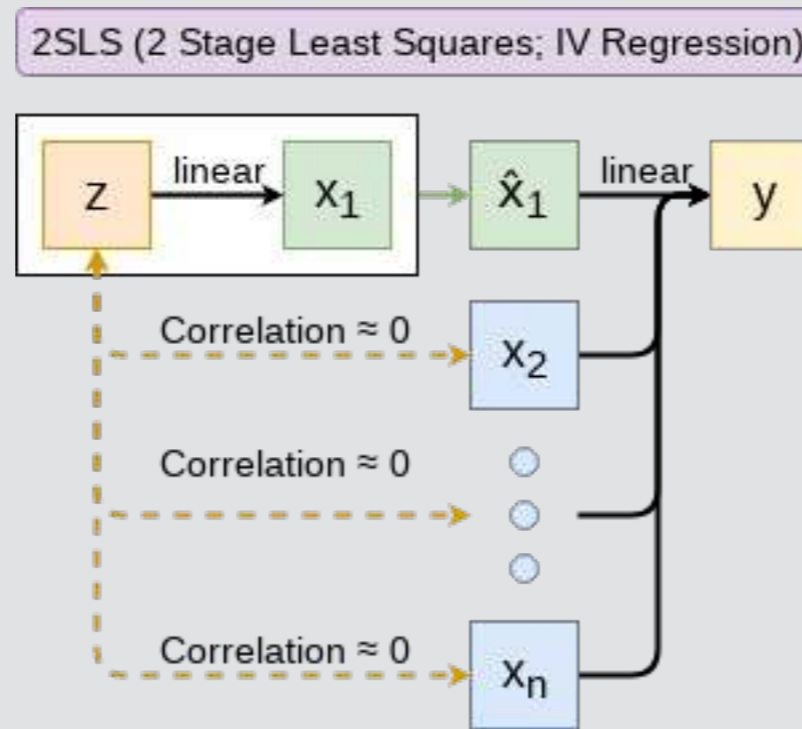 2SLS (2 Stage Least Squares; IV Regression)
z
linear
x₁
x̂₁
linear
y
Correlation ≈ 0
x₂
Correlation ≈ 0
Correlation ≈ 0
xₙ